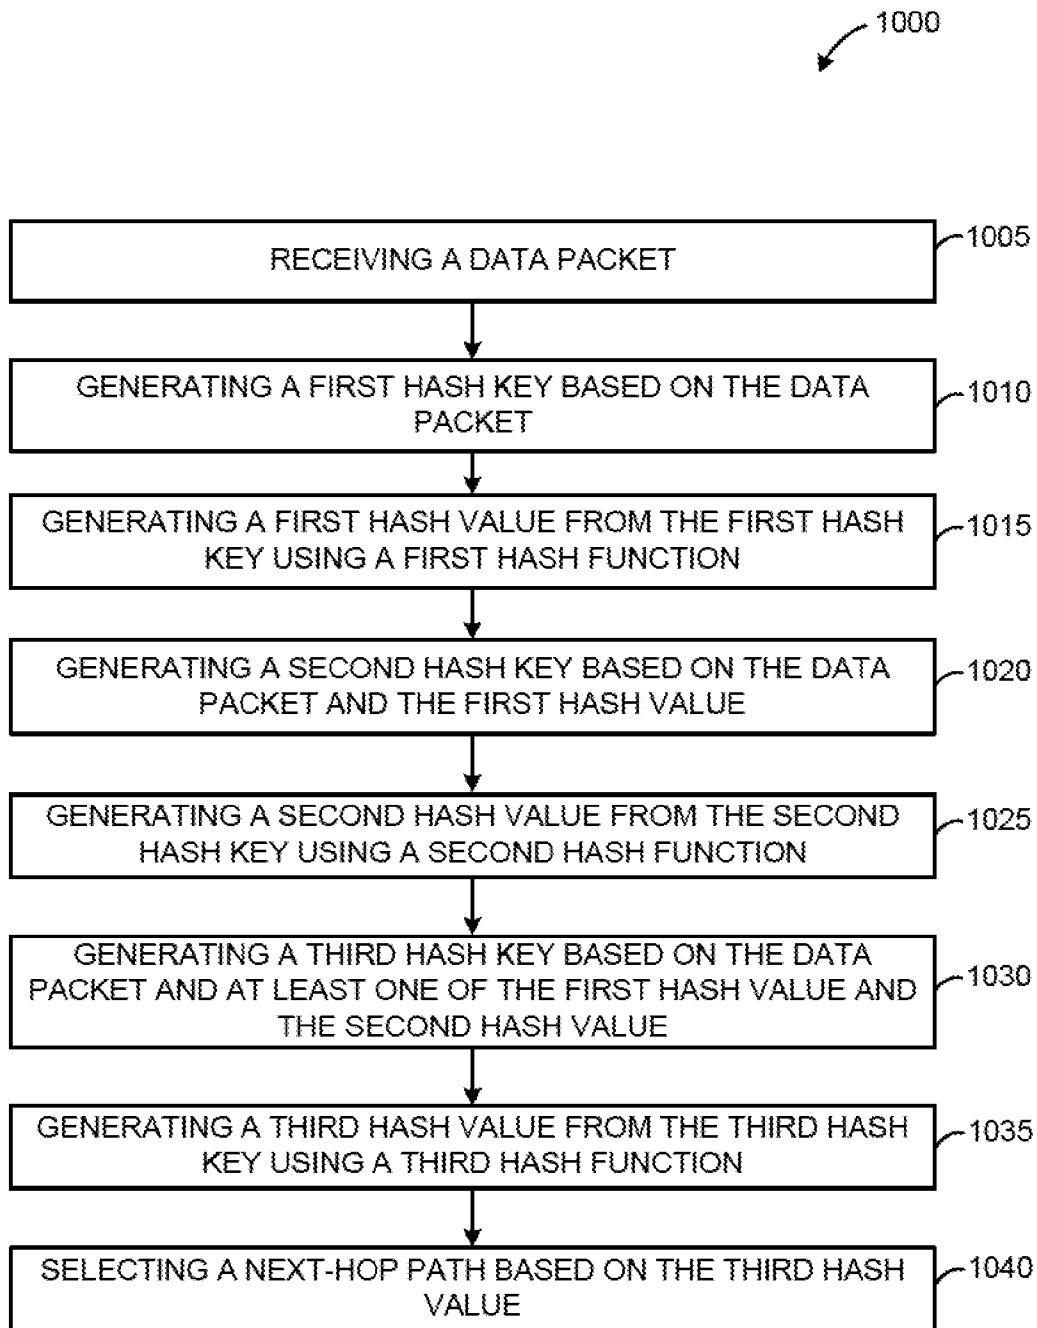 1000
RECEIVING A DATA PACKET
1005
GENERATING A FIRST HASH KEY BASED ON THE DATA
PACKET
1010
GENERATING A FIRST HASH VALUE FROM THE FIRST HASH
KEY USING A FIRST HASH FUNCTION
1015
GENERATING A SECOND HASH KEY BASED ON THE DATA
PACKET AND THE FIRST HASH VALUE
1020
GENERATING A SECOND HASH VALUE FROM THE SECOND
HASH KEY USING A SECOND HASH FUNCTION
1025
GENERATING A THIRD HASH KEY BASED ON THE DATA
PACKET AND AT LEAST ONE OF THE FIRST HASH VALUE AND
THE SECOND HASH VALUE
1030
GENERATING A THIRD HASH VALUE FROM THE THIRD HASH
KEY USING A THIRD HASH FUNCTION
1035
SELECTING A NEXT-HOP PATH BASED ON THE THIRD HASH
VALUE
1040